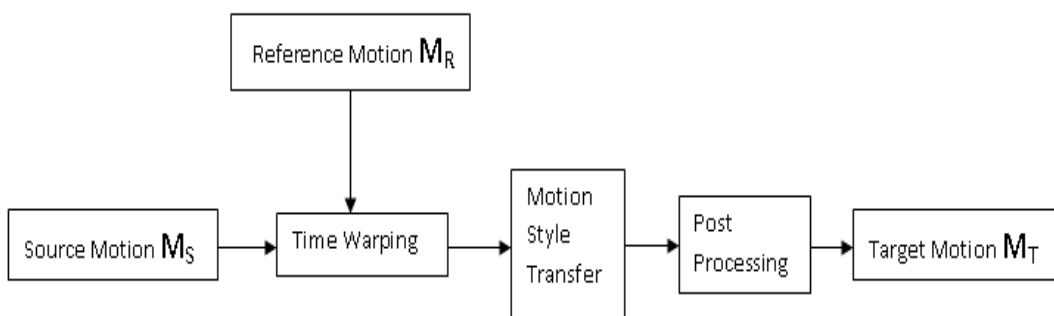 Reference Motion MR
Source Motion MS
Time Warping
Motion
Style
Transfer
Post
Processing
Target Motion MT